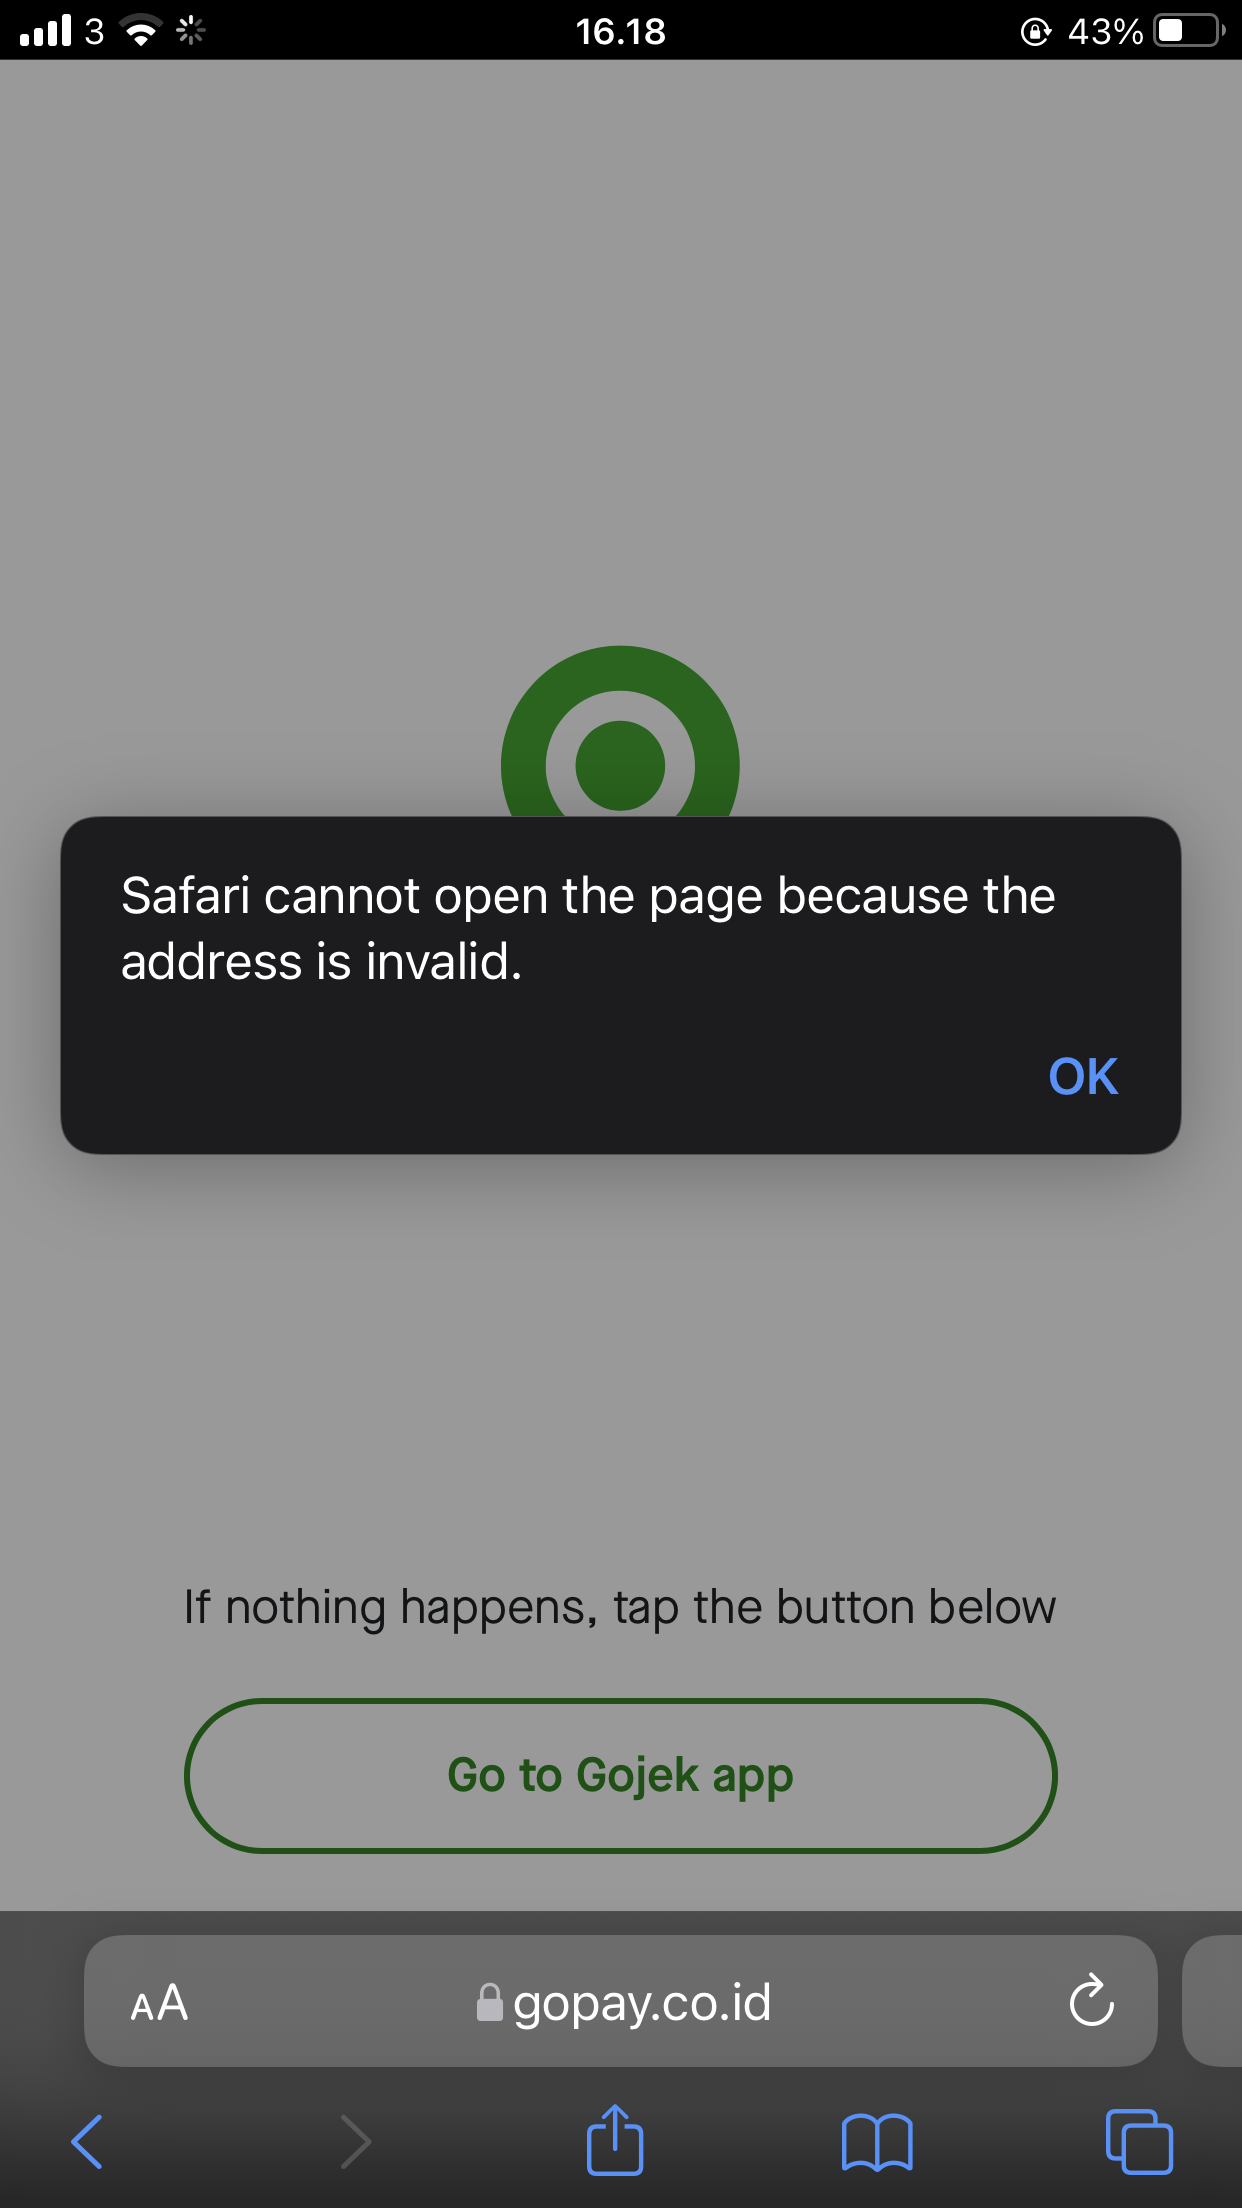 3
16.18
43%
Safari cannot open the page because the
address is invalid.
OK
If nothing happens, tap the button below
Go to Gojek app
AA
gopay.co.id